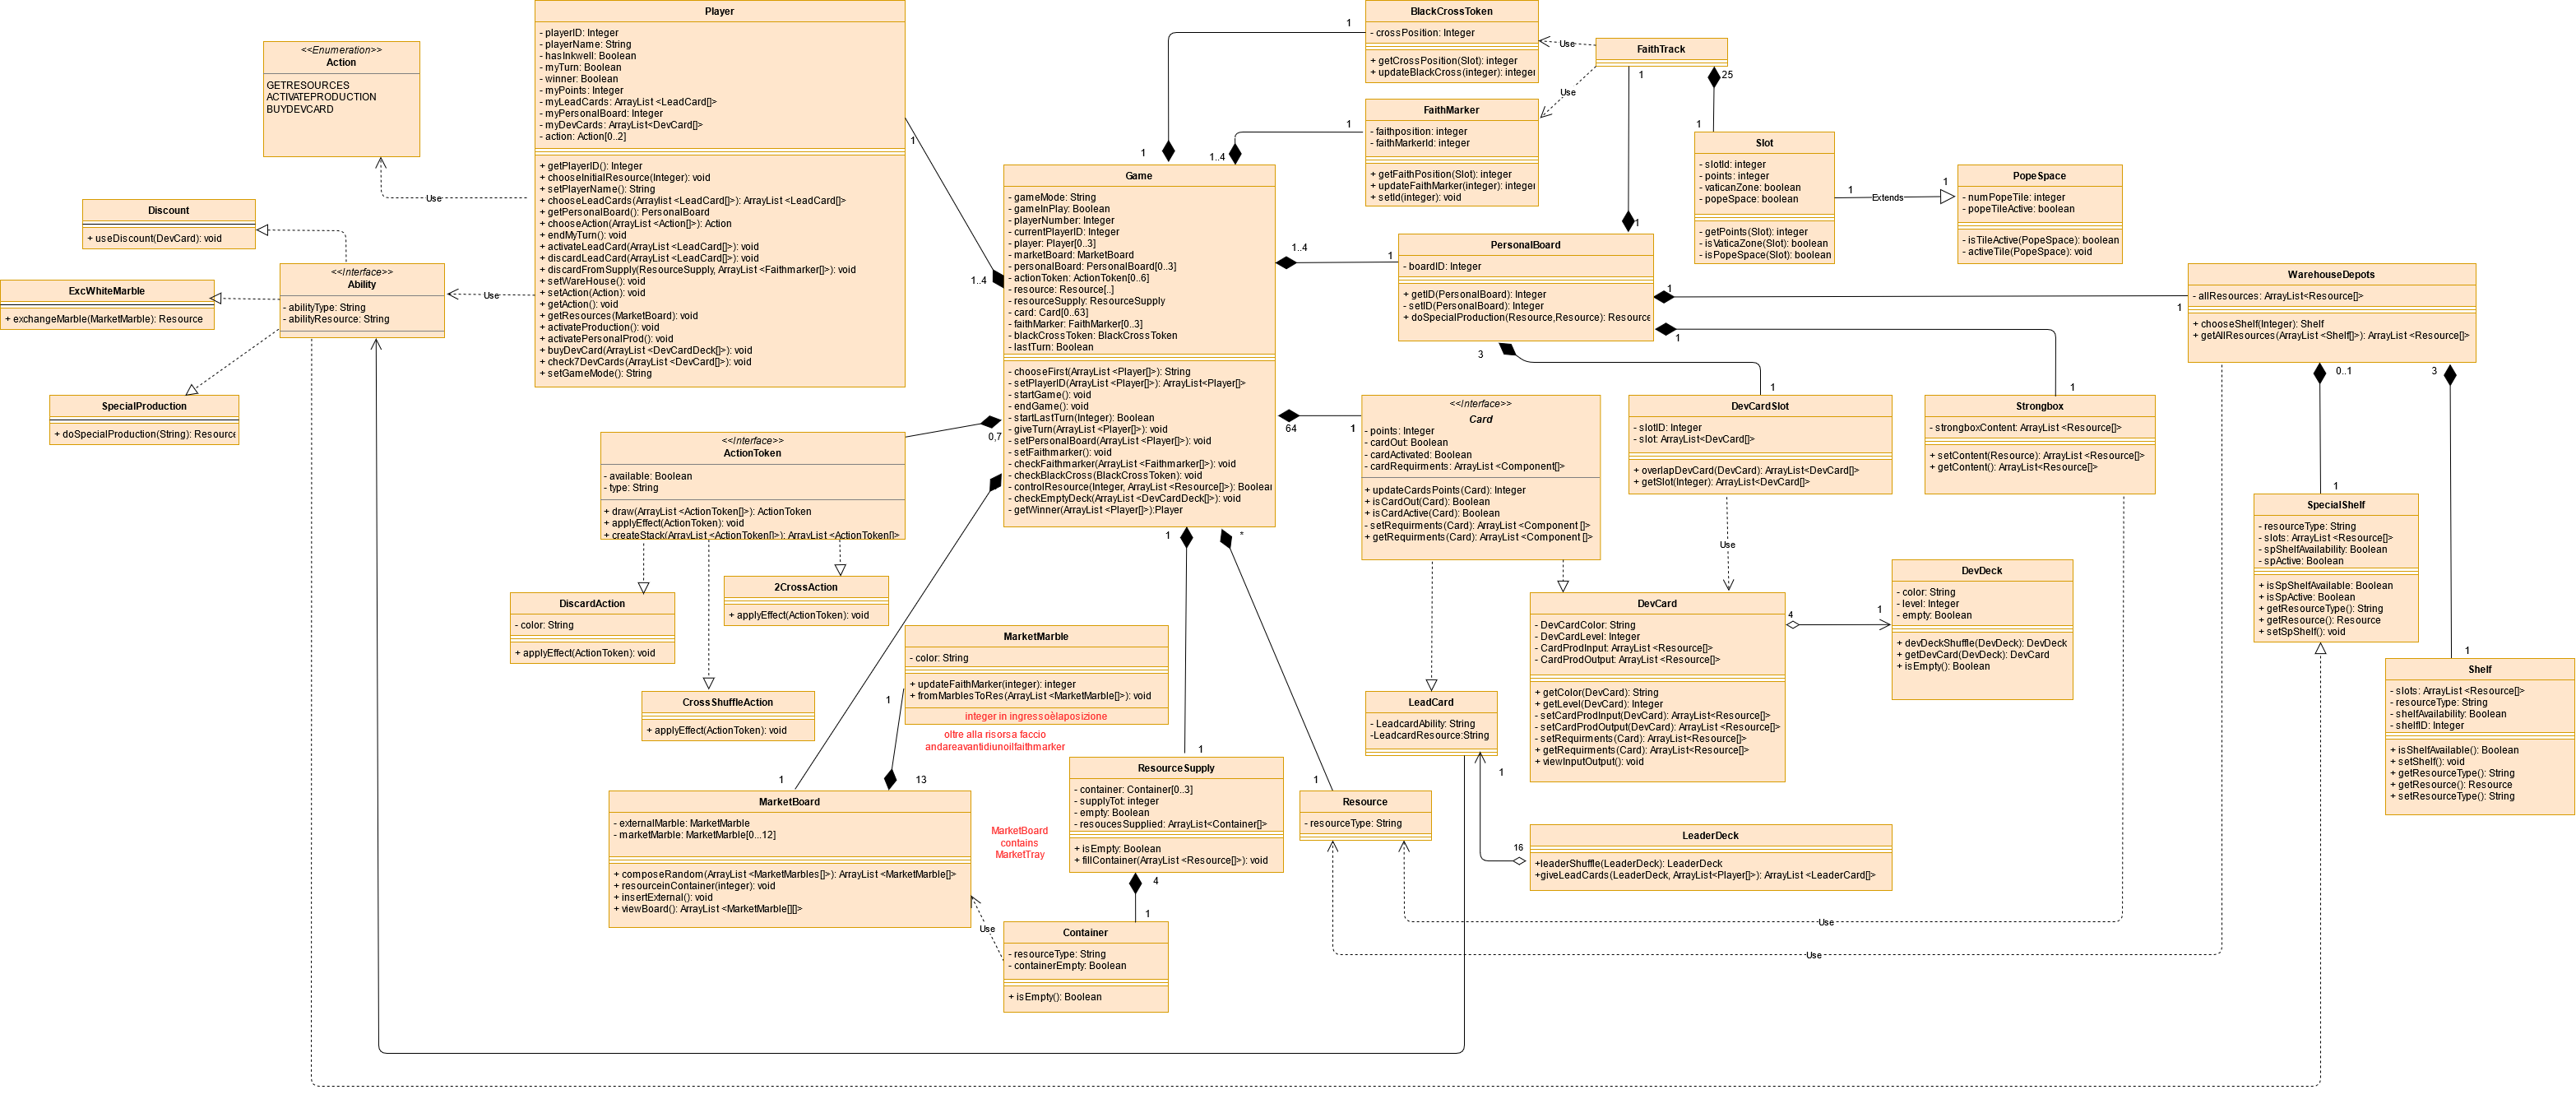 Player
- playerID: Integer
- playerName: String
- hasInkwell: Boolean
- myTurn: Boolean
- winner: Boolean
- myPoints: Integer
- myLeadCards: ArrayList <LeadCard[]>
- myPersonalBoard: Integer
- myDevCards: ArrayList<DevCard[]>
- action: Action[0..2]
+ getPlayerID(): Integer
+ chooseInitialResource(Integer): void
+ setPlayerName(): String
+ chooseLeadCards(Arraylist <LeadCard[]>): ArrayList <LeadCard[]>
+ getPersonalBoard(): PersonalBoard
+ chooseAction(ArrayList <Action[]>): Action
+ endMyTurn(): void
+ activateLeadCard(ArrayList <LeadCard[]>): void
+ discardLeadCard(ArrayList <LeadCard[]>): void
+ discardFromSupply(ResourceSupply, ArrayList <Faithmarker[]>): void
+ setWareHouse(): void
+ setAction(Action): void
+ getAction(): void
+ getResources(MarketBoard): void
+ activateProduction(): void
+ activatePersonalProd(): void
+ buyDevCard(ArrayList <DevCardDeck[]>): void
+ check7DevCards(ArrayList <DevCard[]>): void
+ setGameMode(): String
<<Enumeration>>
Action
GETRESOURCES
ACTIVATEPRODUCTION
BUYDEVCARD
Use
Discount
+ useDiscount(DevCard): void
<<Interface>>
Ability
- abilityType: String
- abilityResource: String
Use
ExcWhiteMarble
+ exchangeMarble(MarketMarble): Resource
SpecialProduction
+ doSpecialProduction(String): Resource
1
1..4
Game
- gameMode: String
- gameInPlay: Boolean
- playerNumber: Integer
- currentPlayerID: Integer
- player: Player[0..3]
- marketBoard: MarketBoard
- personalBoard: PersonalBoard[0..3]
- actionToken: ActionToken[0..6]
- resource: Resource[..]
- resourceSupply: ResourceSupply
- card: Card[0..63]
- faithMarker: FaithMarker[0..3]
- blackCrossToken: BlackCrossToken
- lastTurn: Boolean
- chooseFirst(ArrayList <Player[]>): String
- setPlayerID(ArrayList <Player[]>): ArrayList<Player[]>
- startGame(): void
- endGame(): void
- startLastTurn(Integer): Boolean
- giveTurn(ArrayList <Player[]>): void
- setPersonalBoard(ArrayList <Player[]>): void
- setFaithmarker(): void
- checkFaithmarker(ArrayList <Faithmarker[]>): void
- checkBlackCross(BlackCrossToken): void
- controlResource(Integer, ArrayList <Resource[]>): Boolean
- checkEmptyDeck(ArrayList <DevCardDeck[]>): void
- getWinner(ArrayList <Player[]>):Player
1
1
1..4
1
1..4
1
64
1
0,7
1
*
BlackCrossToken
- crossPosition: Integer
+ getCrossPosition(Slot): integer
+ updateBlackCross(integer): integer
FaithMarker
- faithposition: integer
- faithMarkerId: integer
+ getFaithPosition(Slot): integer
+ updateFaithMarker(integer): integer
+ setId(integer): void
Use
Use
FaithTrack
1
1
25
1
Slot
- slotId: integer
- points: integer
- vaticanZone: boolean
- popeSpace: boolean
- getPoints(Slot): integer
- isVaticaZone(Slot): boolean
- isPopeSpace(Slot): boolean
1
Extends
1
PopeSpace
- numPopeTile: integer
- popeTileActive: boolean
- isTileActive(PopeSpace): boolean
- activeTile(PopeSpace): void
PersonalBoard
- boardID: Integer
+ getID(PersonalBoard): Integer
- setID(PersonalBoard): Integer
+ doSpecialProduction(Resource,Resource): Resource
1
1
1
1
3
1
WarehouseDepots
- allResources: ArrayList<Resource[]>
+ chooseShelf(Integer): Shelf
+ getAllResources(ArrayList <Shelf[]>): ArrayList <Resource[]>
0..1
3
1
1
<<Interface>>
Card
- points: Integer
- cardOut: Boolean
- cardActivated: Boolean
- cardRequirments: ArrayList <Component[]>
+ updateCardsPoints(Card): Integer
+ isCardOut(Card): Boolean
+ isCardActive(Card): Boolean
- setRequirments(Card): ArrayList <Component []>
+ getRequirments(Card): ArrayList <Component []>
DevCardSlot
- slotID: Integer
- slot: ArrayList<DevCard[]>
+ overlapDevCard(DevCard): ArrayList<DevCard[]>
+ getSlot(Integer): ArrayList<DevCard[]>
Use
Strongbox
- strongboxContent: ArrayList <Resource[]>
+ setContent(Resource): ArrayList <Resource[]>
+ getContent(): ArrayList<Resource[]>
SpecialShelf
- resourceType: String
- slots: ArrayList <Resource[]>
- spShelfAvailability: Boolean
- spActive: Boolean
+ isSpShelfAvailable: Boolean
+ isSpActive: Boolean
+ getResourceType(): String
+ getResource(): Resource
+ setSpShelf(): void
Shelf
- slots: ArrayList <Resource[]>
- resourceType: String
- shelfAvailability: Boolean
- shelfID: Integer
+ isShelfAvailable(): Boolean
+ setShelf(): void
+ getResourceType(): String
+ getResource(): Resource
+ setResourceType(): String
<<Interface>>
ActionToken
- available: Boolean
- type: String
+ draw(ArrayList <ActionToken[]>): ActionToken
+ applyEffect(ActionToken): void
+ createStack(ArrayList <ActionToken[]>): ArrayList <ActionToken[]>
DiscardAction
- color: String
+ applyEffect(ActionToken): void
2CrossAction
+ applyEffect(ActionToken): void
CrossShuffleAction
+ applyEffect(ActionToken): void
MarketMarble
- color: String
+ updateFaithMarker(integer): integer
+ fromMarblesToRes(ArrayList <MarketMarble[]>): void
integer in ingressoèlaposizione
oltre alla risorsa faccio
andareavantidiunoilfaithmarker
1
13
1
MarketBoard
- externalMarble: MarketMarble
- marketMarble: MarketMarble[0...12]
+ composeRandom(ArrayList <MarketMarbles[]>): ArrayList <MarketMarble[]>
+ resourceinContainer(integer): void
+ insertExternal(): void
+ viewBoard(): ArrayList <MarketMarble[][]>
MarketBoard
contains
MarketTray
1
ResourceSupply
- container: Container[0..3]
- supplyTot: integer
- empty: Boolean
- resoucesSupplied: ArrayList<Container[]>
+ isEmpty: Boolean
+ fillContainer(ArrayList <Resource[]>): void
4
1
Use
Container
- resourceType: String
- containerEmpty: Boolean
+ isEmpty(): Boolean
1
Resource
- resourceType: String
LeadCard
- LeadcardAbility: String
-LeadcardResource:String
1
16
DevCard
- DevCardColor: String
- DevCardLevel: Integer
- CardProdInput: ArrayList <Resource[]>
- CardProdOutput: ArrayList <Resource[]>
+ getColor(DevCard): String
+ getLevel(DevCard): Integer
- setCardProdInput(DevCard): ArrayList<Resource[]>
- setCardProdOutput(DevCard): ArrayList <Resource[]>
- setRequirments(Card): ArrayList<Resource[]>
+ getRequirments(Card): ArrayList<Resource[]>
+ viewInputOutput(): void
4
1
DevDeck
- color: String
- level: Integer
- empty: Boolean
+ devDeckShuffle(DevDeck): DevDeck
+ getDevCard(DevDeck): DevCard
+ isEmpty(): Boolean
LeaderDeck
+leaderShuffle(LeaderDeck): LeaderDeck
+giveLeadCards(LeaderDeck, ArrayList<Player[]>): ArrayList <LeaderCard[]>
Use
Use